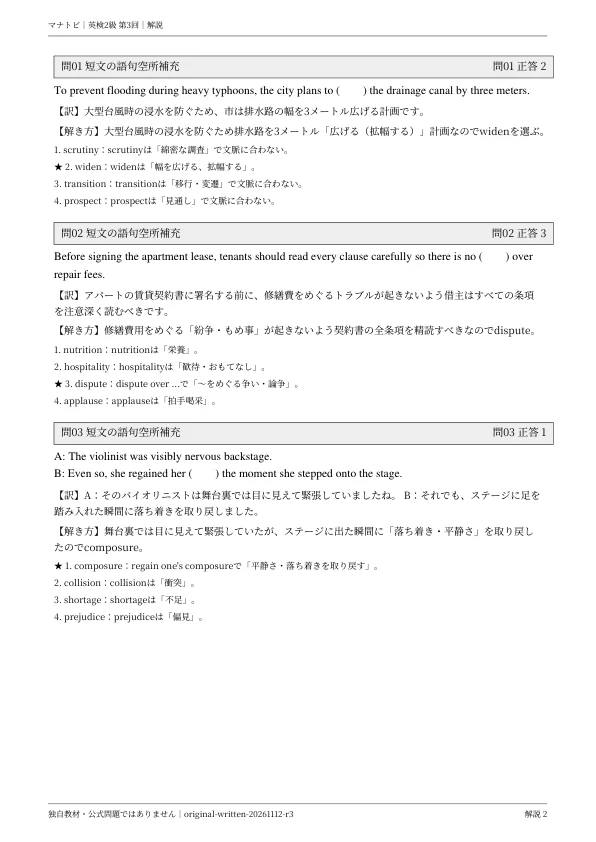 マナトビ｜英検2級 第3回｜解説
問01 短文の語句空所補充 問01 正答 2
To prevent flooding during heavy typhoons, the city plans to (　　) the drainage canal by three meters.
【訳】大型台風時の浸水を防ぐため、市は排水路の幅を3メートル広げる計画です。
【解き方】大型台風時の浸水を防ぐため排水路を3メートル「広げる（拡幅する）」計画なのでwidenを選ぶ。
1. scrutiny：scrutinyは「綿密な調査」で文脈に合わない。
★ 2. widen：widenは「幅を広げる、拡幅する」。
3. transition：transitionは「移行・変遷」で文脈に合わない。
4. prospect：prospectは「見通し」で文脈に合わない。
問02 短文の語句空所補充 問02 正答 3
Before signing the apartment lease, tenants should read every clause carefully so there is no (　　) over
repair fees.
【訳】アパートの賃貸契約書に署名する前に、修繕費をめぐるトラブルが起きないよう借主はすべての条項
を注意深く読むべきです。
【解き方】修繕費用をめぐる「紛争・もめ事」が起きないよう契約書の全条項を精読すべきなのでdispute。
1. nutrition：nutritionは「栄養」。
2. hospitality：hospitalityは「歓待・おもてなし」。
★ 3. dispute：dispute over ...で「〜をめぐる争い・論争」。
4. applause：applauseは「拍手喝采」。
問03 短文の語句空所補充 問03 正答 1
A: The violinist was visibly nervous backstage.
B: Even so, she regained her (　　) the moment she stepped onto the stage.
【訳】A：そのバイオリニストは舞台裏では目に見えて緊張していましたね。 B：それでも、ステージに足を
踏み入れた瞬間に落ち着きを取り戻しました。
【解き方】舞台裏では目に見えて緊張していたが、ステージに出た瞬間に「落ち着き・平静さ」を取り戻し
たのでcomposure。
★ 1. composure：regain one's composureで「平静さ・落ち着きを取り戻す」。
2. collision：collisionは「衝突」。
3. shortage：shortageは「不足」。
4. prejudice：prejudiceは「偏見」。
独自教材・公式問題ではありません｜original-written-20261112-r3 解説 2